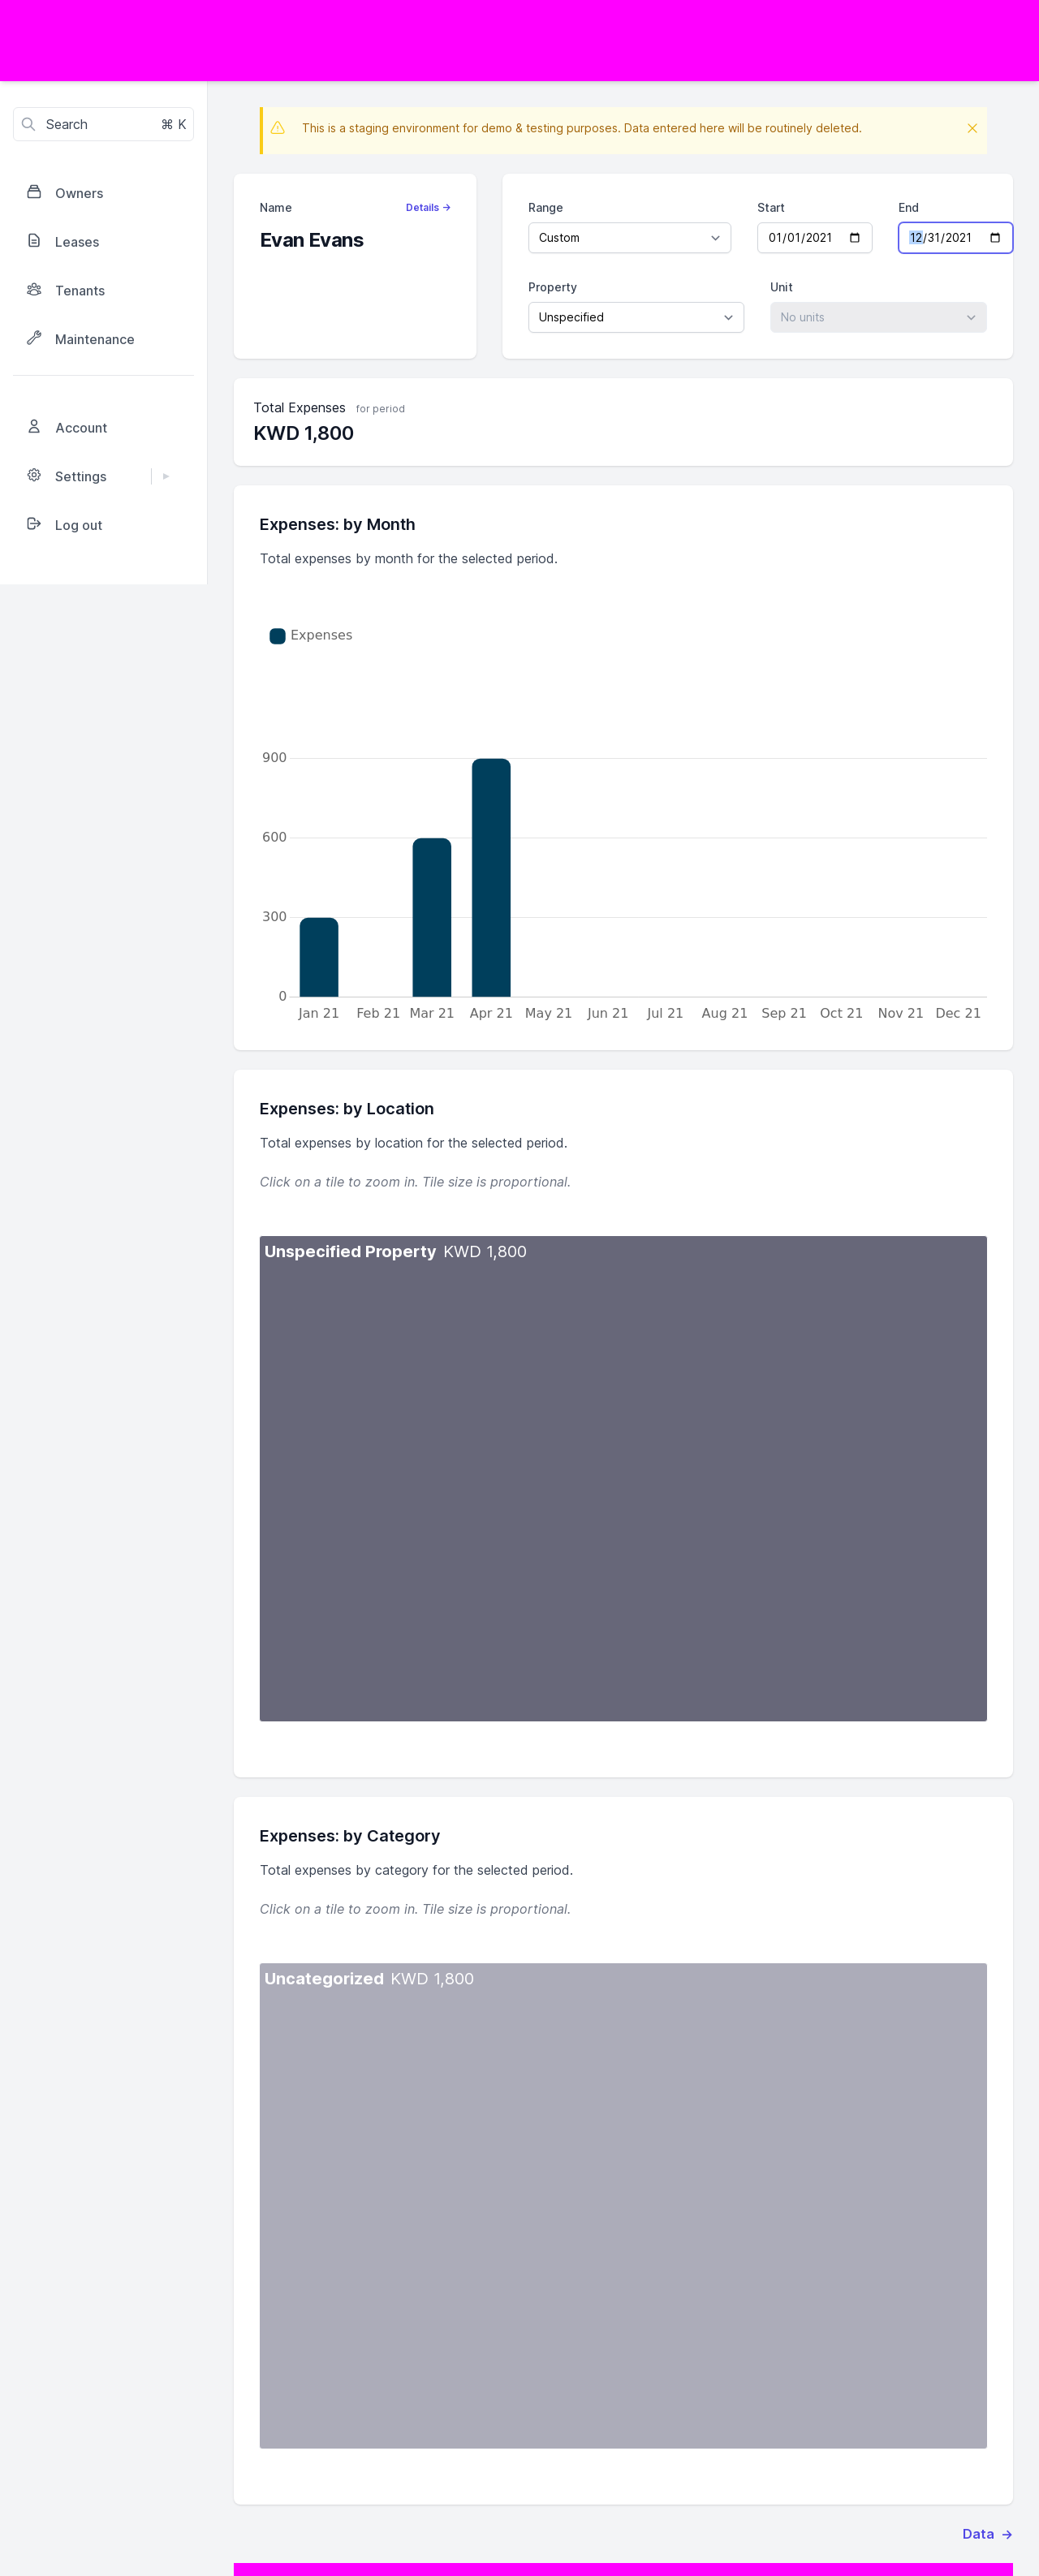 Search ⌘ K
Owners
Leases
Tenants
Maintenance
Account
Settings
Log out
This is a staging environment for demo & testing purposes. Data entered here will be routinely deleted.
Name Details →
Evan Evans
Range Start End
Custom 01/01/2021 12/31/2021
Property Unit
Unspecified No units
Total Expenses for period
KWD 1,800
Expenses: by Month
Total expenses by month for the selected period.
Expenses
900
600
300
0
Jan 21 Feb 21 Mar 21 Apr 21 May 21 Jun 21 Jul 21 Aug 21 Sep 21 Oct 21 Nov 21 Dec 21
Expenses: by Location
Total expenses by location for the selected period.
Click on a tile to zoom in. Tile size is proportional.
Unspecified Property KWD 1,800
Expenses: by Category
Total expenses by category for the selected period.
Click on a tile to zoom in. Tile size is proportional.
Uncategorized KWD 1,800
Data →